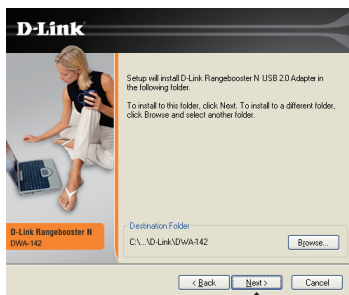 D-Link
Setup will install D-Link Rangebooster N USB 2.0 Adapter in
the following folder.
To install to this folder, click Next. To install to a different folder,
click Browse and select another folder.
D-Link Rangebooster N
DWA-142
Destination Folder
C:\...\D-Link\DWA-142
Browse...
< Back
Next >
Cancel